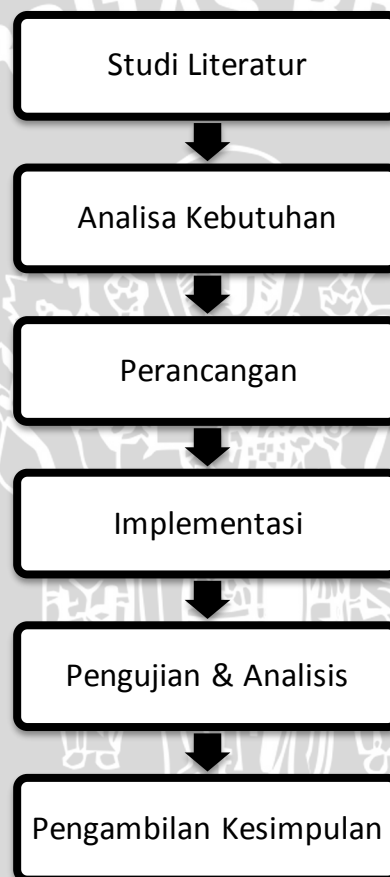 Studi Literatur
Analisa Kebutuhan
Perancangan
Implementasi
Pengujian & Analisis
Pengambilan Kesimpulan